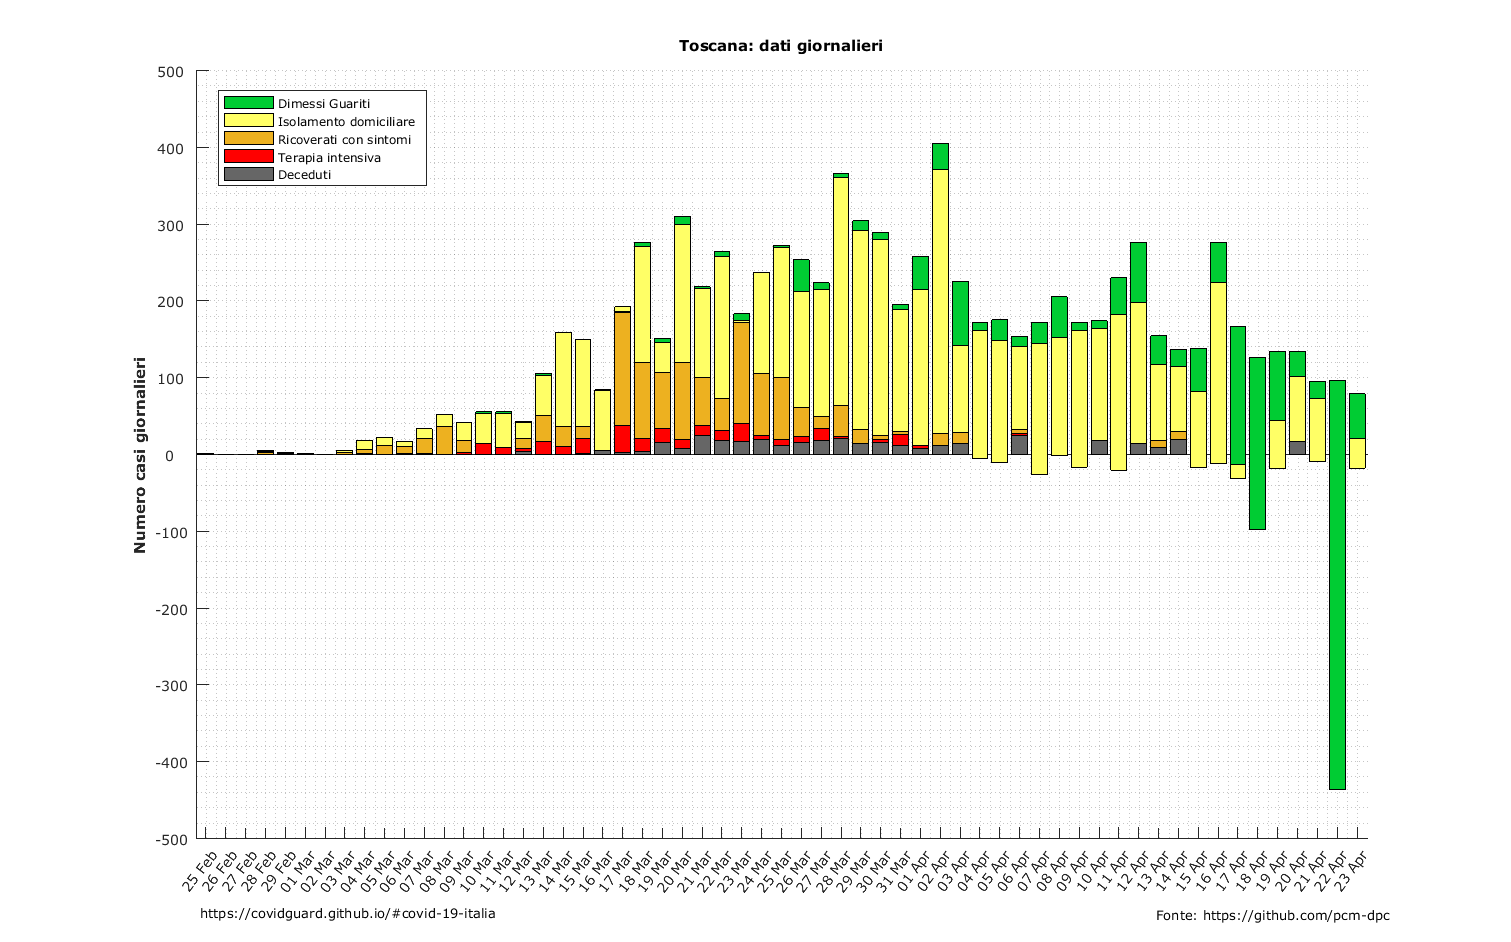 Toscana: dati giornalieri
500
400
300
200
100
0
-100
-200
-300
-400
-500
Numero casi giornalieri
Dimessi Guariti
Isolamento domiciliare
Ricoverati con sintomi
Terapia intensiva
Deceduti
25 Feb
26 Feb
27 Feb
28 Feb
29 Feb
01 Mar
02 Mar
03 Mar
04 Mar
05 Mar
06 Mar
07 Mar
08 Mar
09 Mar
10 Mar
11 Mar
12 Mar
13 Mar
14 Mar
15 Mar
16 Mar
17 Mar
18 Mar
19 Mar
20 Mar
21 Mar
22 Mar
23 Mar
24 Mar
25 Mar
26 Mar
27 Mar
28 Mar
29 Mar
30 Mar
31 Mar
01 Apr
02 Apr
03 Apr
04 Apr
05 Apr
06 Apr
07 Apr
08 Apr
09 Apr
10 Apr
11 Apr
12 Apr
13 Apr
14 Apr
15 Apr
16 Apr
17 Apr
18 Apr
19 Apr
20 Apr
21 Apr
22 Apr
23 Apr
https://covidguard.github.io/#covid-19-italia
Fonte: https://github.com/pcm-dpc